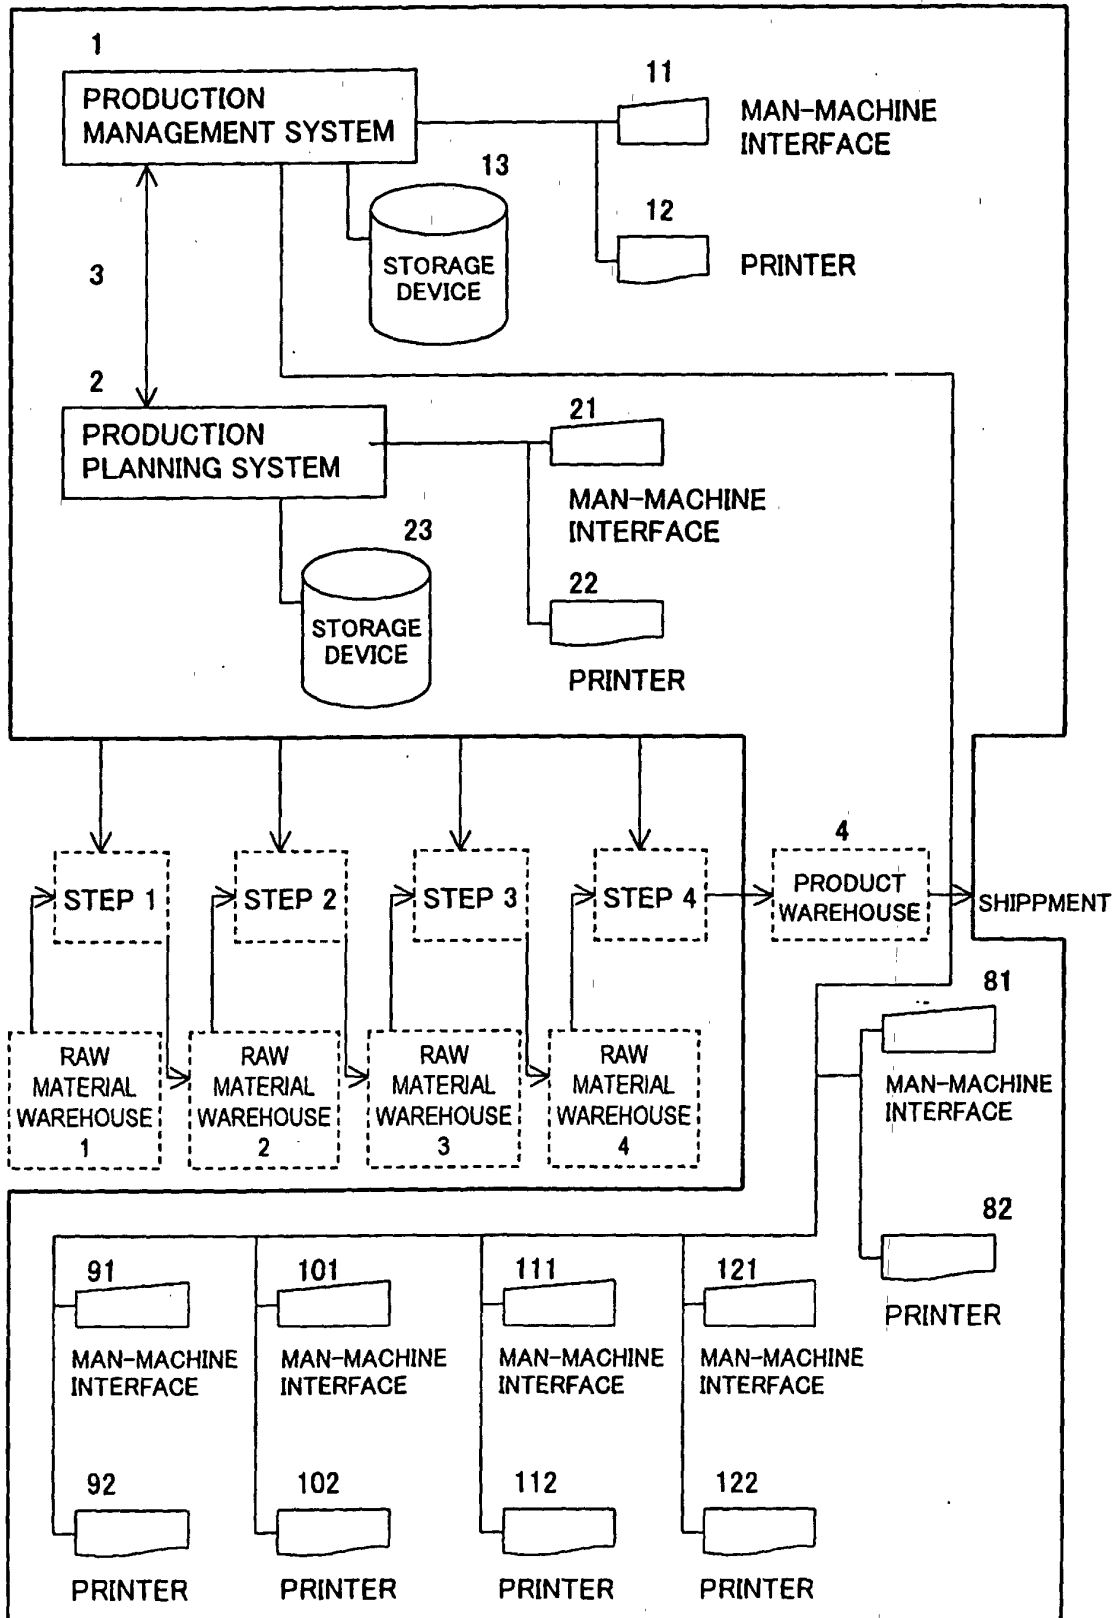 1
PRODUCTION
MANAGEMENT SYSTEM
11
MAN-MACHINE
INTERFACE
13
STORAGE
DEVICE
12
PRINTER
3
2
PRODUCTION
PLANNING SYSTEM
21
MAN-MACHINE
INTERFACE
23
STORAGE
DEVICE
22
PRINTER
STEP 1
STEP 2
STEP 3
STEP 4
4
PRODUCT
WAREHOUSE
SHIPPMENT
RAW
MATERIAL
WAREHOUSE
1
RAW
MATERIAL
WAREHOUSE
2
RAW
MATERIAL
WAREHOUSE
3
RAW
MATERIAL
WAREHOUSE
4
81
MAN-MACHINE
INTERFACE
82
PRINTER
91
MAN-MACHINE
INTERFACE
101
MAN-MACHINE
INTERFACE
111
MAN-MACHINE
INTERFACE
121
MAN-MACHINE
INTERFACE
92
PRINTER
102
PRINTER
112
PRINTER
122
PRINTER